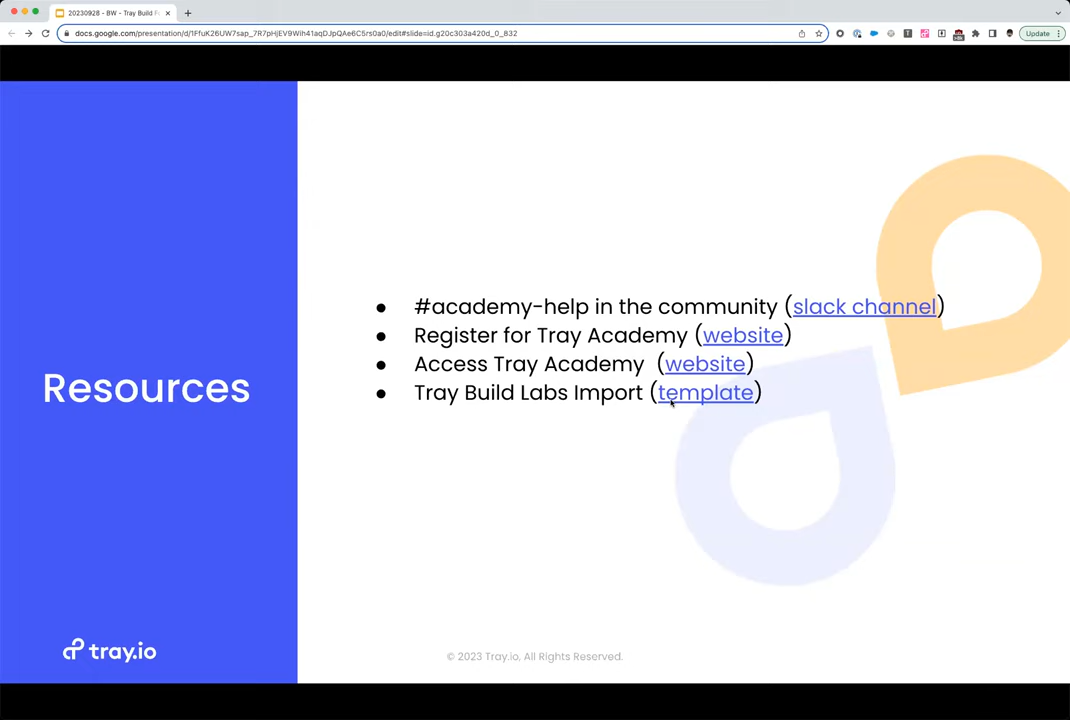 20230928 - BW - Tray Build F
docs.google.com/presentation/d/1FfuK26UW7sap_7R7pHjEV9Wih41aqDJpQAe6C5rs0a0/edit#slide=id.g20c303a420d_0_832
Update
#academy-help in the community (slack channel)
Register for Tray Academy (website)
Access Tray Academy (website)
Tray Build Labs Import (template)
Resources
tray.io
© 2023 Tray.io, All Rights Reserved.